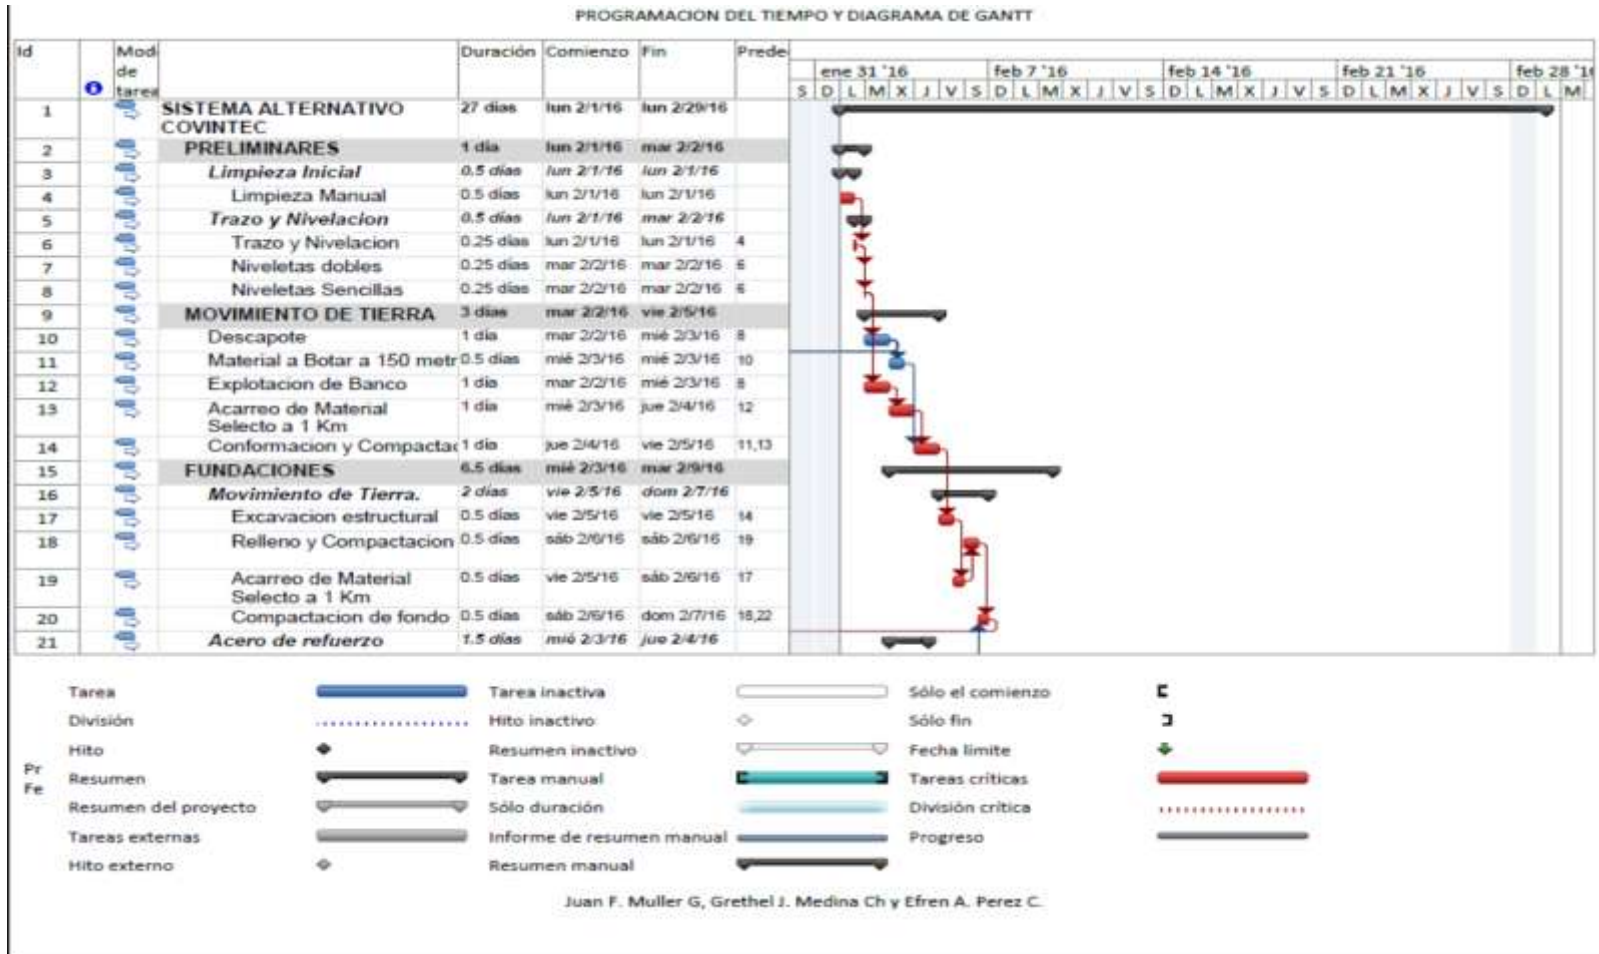 PROGRAMACION DEL TIEMPO Y DIAGRAMA DE GANTT
Id Mod de tarea Duración Comienzo Fin Prede
ene 31 '16 feb 7 '16 feb 14 '16 feb 21 '16 feb 28 '1
S D L M X J V S D L M X J V S D L M X J V S D L M X J V S D L M
1 SISTEMA ALTERNATIVO COVINTEC 27 días lun 2/1/16 lun 2/29/16
2 PRELIMINARES 1 día lun 2/1/16 mar 2/2/16
3 Limpieza Inicial 0.5 días lun 2/1/16 lun 2/1/16
4 Limpieza Manual 0.5 días lun 2/1/16 lun 2/1/16
5 Trazo y Nivelacion 0.5 días lun 2/1/16 mar 2/2/16
6 Trazo y Nivelacion 0.25 días lun 2/1/16 lun 2/1/16 4
7 Niveletas dobles 0.25 días mar 2/2/16 mar 2/2/16 6
8 Niveletas Sencillas 0.25 días mar 2/2/16 mar 2/2/16 6
9 MOVIMIENTO DE TIERRA 3 días mar 2/2/16 vie 2/5/16
10 Descapote 1 día mar 2/2/16 mié 2/3/16 8
11 Material a Botar a 150 metr 0.5 días mié 2/3/16 mié 2/3/16 10
12 Explotacion de Banco 1 día mar 2/2/16 mié 2/3/16 8
13 Acarreo de Material Selecto a 1 Km 1 día mié 2/3/16 jue 2/4/16 12
14 Conformacion y Compactac 1 día jue 2/4/16 vie 2/5/16 11,13
15 FUNDACIONES 6.5 días mié 2/3/16 mar 2/9/16
16 Movimiento de Tierra. 2 días vie 2/5/16 dom 2/7/16
17 Excavacion estructural 0.5 días vie 2/5/16 vie 2/5/16 14
18 Relleno y Compactacion 0.5 días sáb 2/6/16 sáb 2/6/16 19
19 Acarreo de Material Selecto a 1 Km 0.5 días vie 2/5/16 sáb 2/6/16 17
20 Compactacion de fondo 0.5 días sáb 2/6/16 dom 2/7/16 18,22
21 Acero de refuerzo 1.5 días mié 2/3/16 jue 2/4/16
Pr
Fe
Tarea Tarea inactiva Sólo el comienzo
División Hito inactivo Sólo fin
Hito Resumen inactivo Fecha límite
Resumen Tarea manual Tareas críticas
Resumen del proyecto Sólo duración División crítica
Tareas externas Informe de resumen manual Progreso
Hito externo Resumen manual
Juan F. Muller G, Grethel J. Medina Ch y Efren A. Perez C.